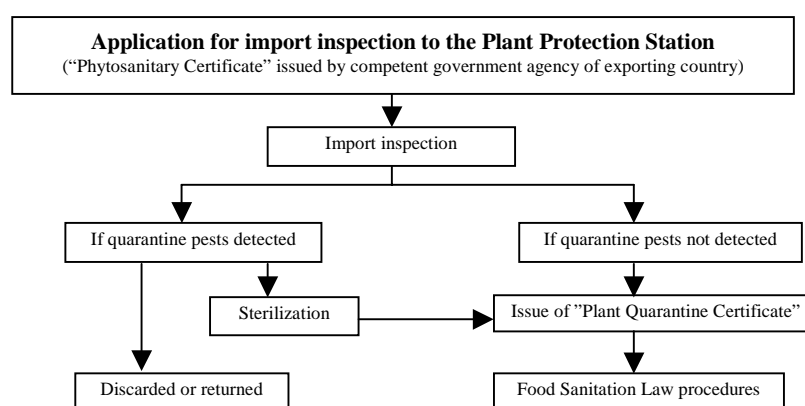 Application for import inspection to the Plant Protection Station
(“Phytosanitary Certificate” issued by competent government agency of exporting country)
Import inspection
If quarantine pests detected
If quarantine pests not detected
Sterilization
Issue of ”Plant Quarantine Certificate”
Discarded or returned
Food Sanitation Law procedures